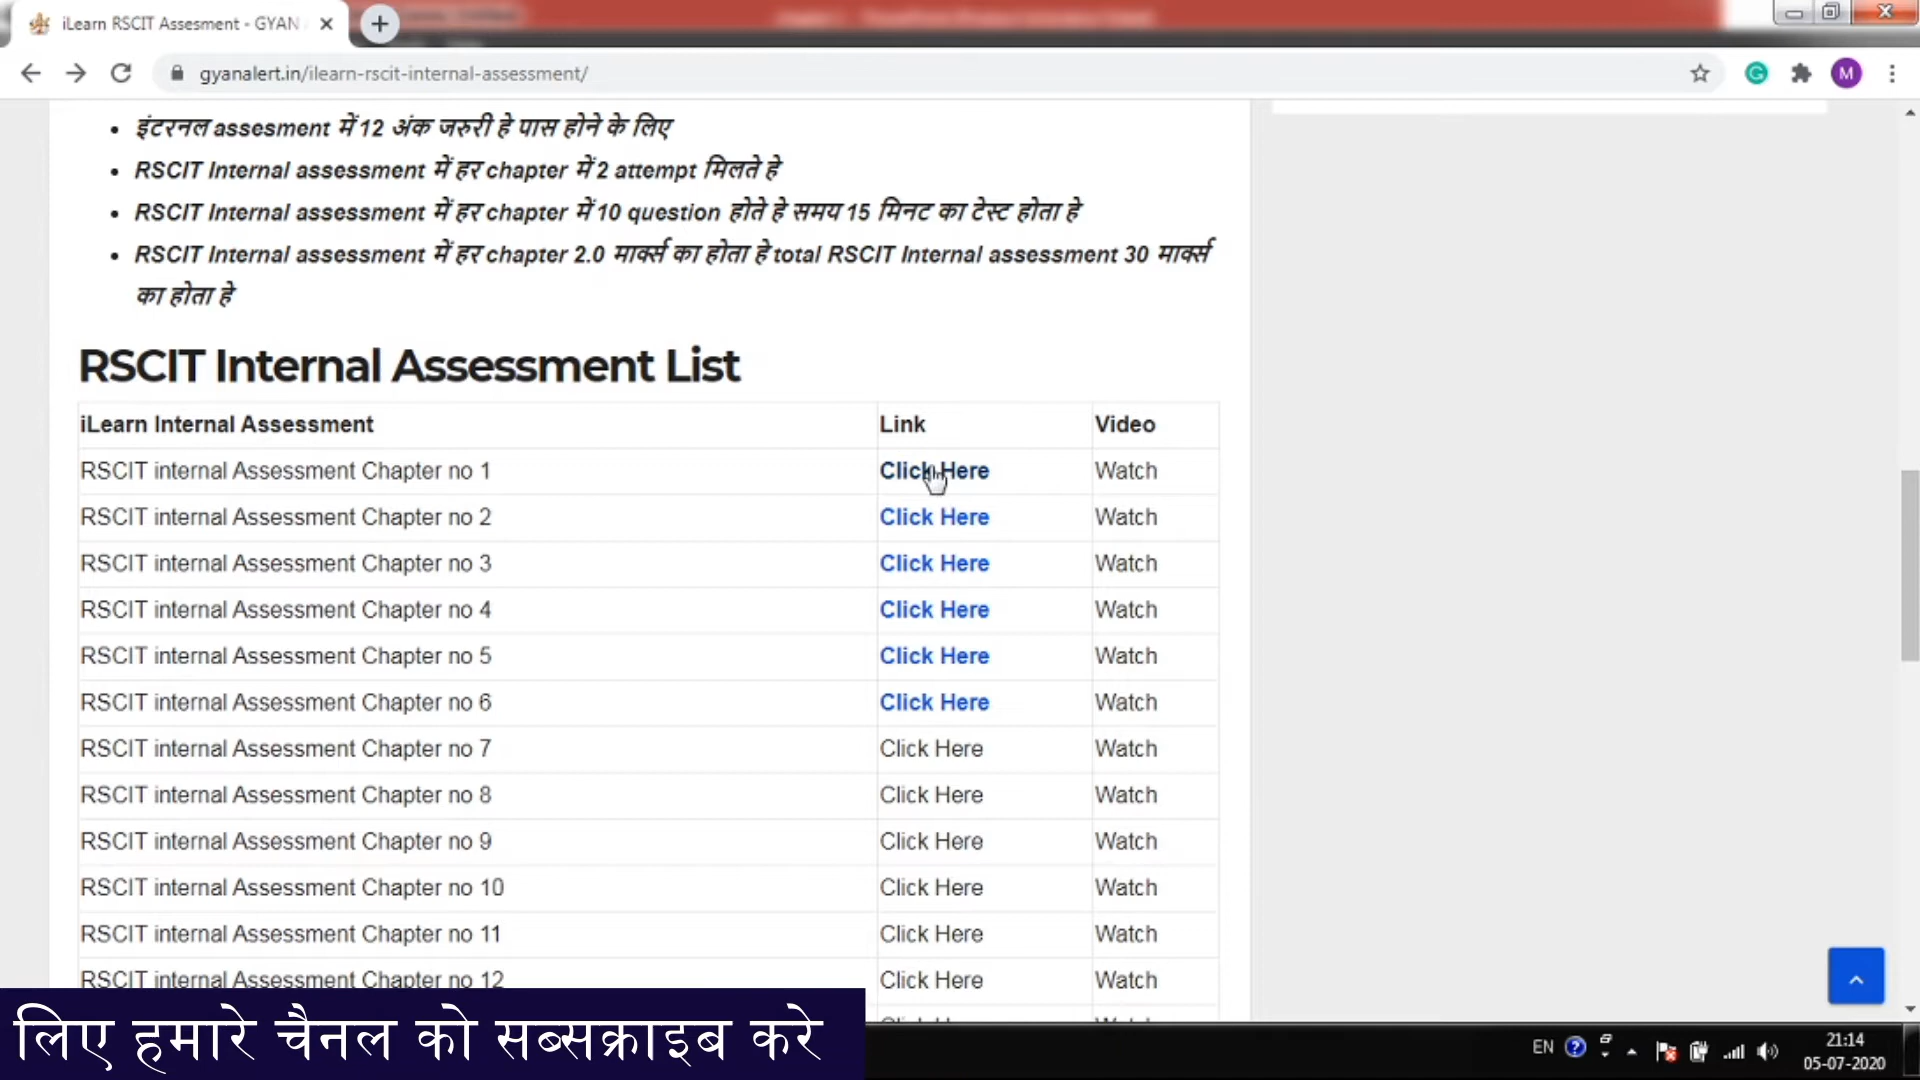 iLearn RSCIT Assesment - GYAN
gyanalert.in/ilearn-rscit-internal-assessment/
M
इंटरनल assesment में 12 अंक जरुरी हे पास होने के लिए
RSCIT Internal assessment में हर chapter में 2 attempt मिलते हे
RSCIT Internal assessment में हर chapter में 10 question होते हे समय 15 मिनट का टेस्ट होता हे
RSCIT Internal assessment में हर chapter 2.0 मार्क्स का होता हे total RSCIT Internal assessment 30 मार्क्स
का होता हे
RSCIT Internal Assessment List
iLearn Internal Assessment Link Video
RSCIT internal Assessment Chapter no 1 Click Here Watch
RSCIT internal Assessment Chapter no 2 Click Here Watch
RSCIT internal Assessment Chapter no 3 Click Here Watch
RSCIT internal Assessment Chapter no 4 Click Here Watch
RSCIT internal Assessment Chapter no 5 Click Here Watch
RSCIT internal Assessment Chapter no 6 Click Here Watch
RSCIT internal Assessment Chapter no 7 Click Here Watch
RSCIT internal Assessment Chapter no 8 Click Here Watch
RSCIT internal Assessment Chapter no 9 Click Here Watch
RSCIT internal Assessment Chapter no 10 Click Here Watch
RSCIT internal Assessment Chapter no 11 Click Here Watch
RSCIT internal Assessment Chapter no 12 Click Here Watch
लिए हमारे चैनल को सब्सक्राइब करे
EN
21:14
05-07-2020